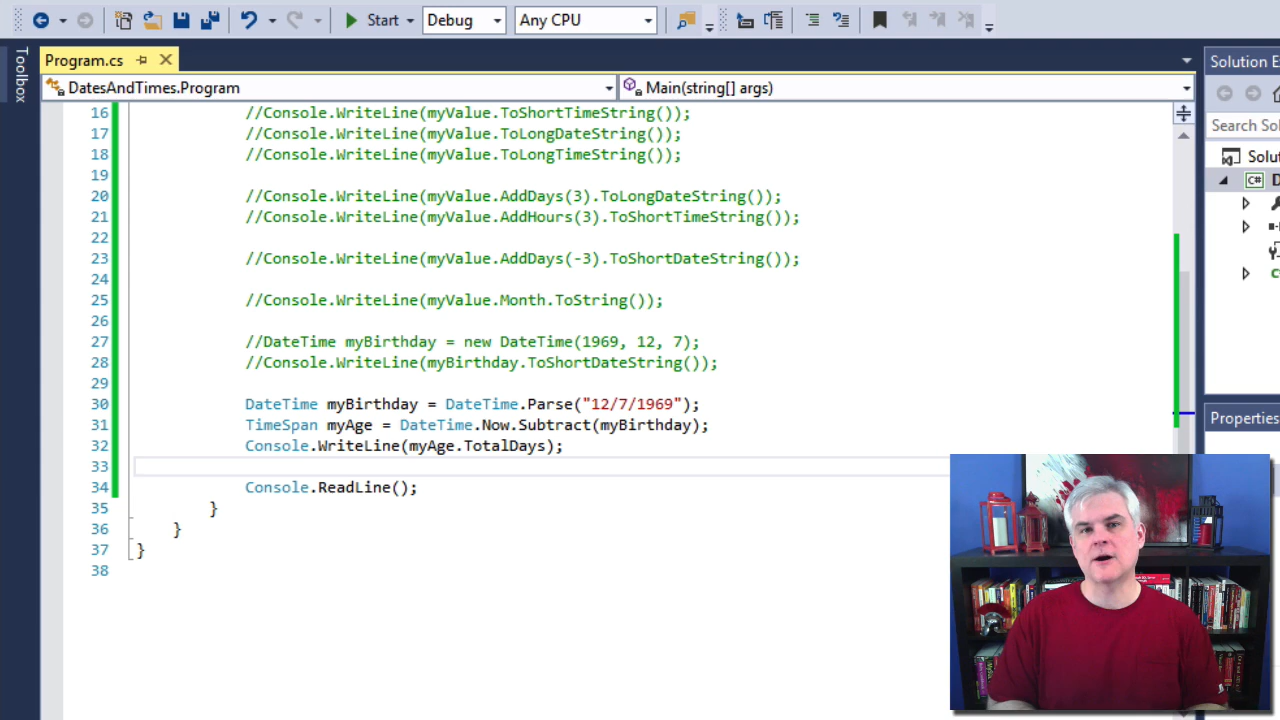 Start
Debug
Any CPU
Toolbox
Program.cs
Solution E
DatesAndTimes.Program
Main(string[] args)
Search Sol
Solut
C#
D
16 //Console.WriteLine(myValue.ToShortTimeString());
17 //Console.WriteLine(myValue.ToLongDateString());
18 //Console.WriteLine(myValue.ToLongTimeString());
19
20 //Console.WriteLine(myValue.AddDays(3).ToLongDateString());
21 //Console.WriteLine(myValue.AddHours(3).ToShortTimeString());
22
23 //Console.WriteLine(myValue.AddDays(-3).ToShortDateString());
24
25 //Console.WriteLine(myValue.Month.ToString());
26
27 //DateTime myBirthday = new DateTime(1969, 12, 7);
28 //Console.WriteLine(myBirthday.ToShortDateString());
29
30 DateTime myBirthday = DateTime.Parse("12/7/1969");
31 TimeSpan myAge = DateTime.Now.Subtract(myBirthday);
32 Console.WriteLine(myAge.TotalDays);
33
34 Console.ReadLine();
35 }
36 }
37 }
38
Properties